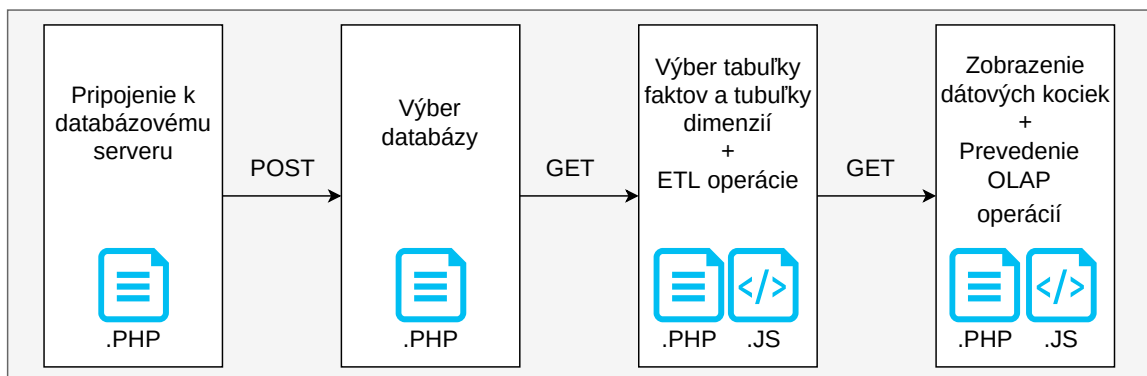 Pripojenie k
databázovému
serveru
.PHP
POST
Výber
databázy
.PHP
GET
Výber tabuľky
faktov a tubuľky
dimenzií
+
ETL operácie
.PHP .JS
GET
Zobrazenie
dátových kociek
+
Prevedenie
OLAP
operácií
.PHP .JS